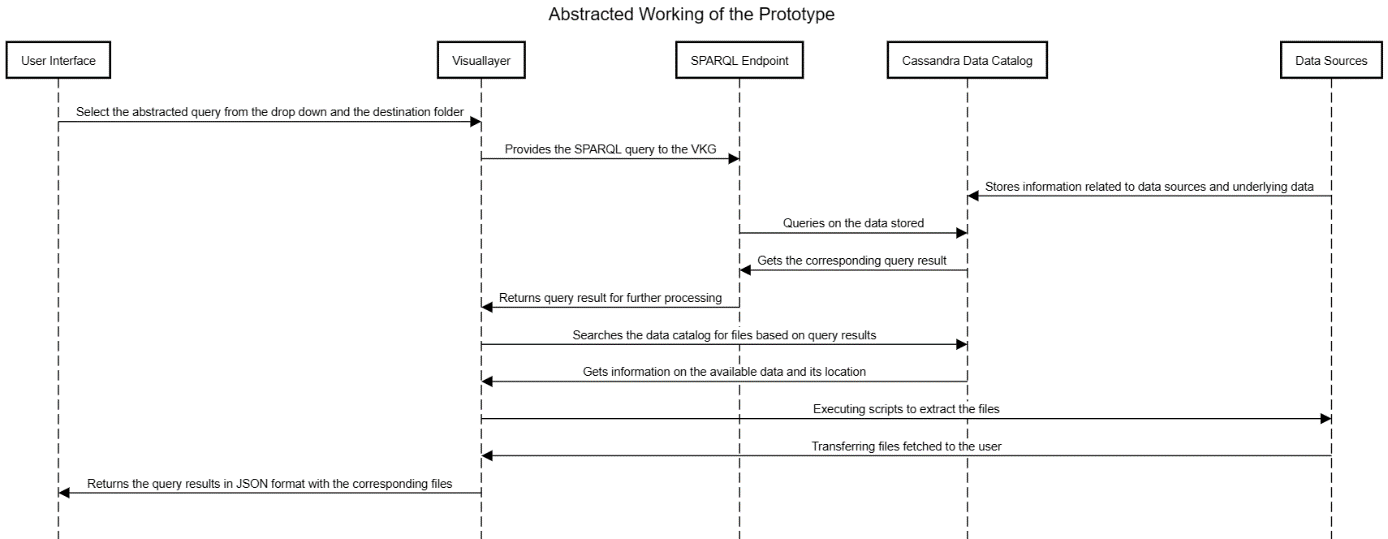 Abstracted Working of the Prototype
User Interface
Visuallayer
SPARQL Endpoint
Cassandra Data Catalog
Data Sources
Select the abstracted query from the drop down and the destination folder
Provides the SPARQL query to the VKG
Stores information related to data sources and underlying data
Queries on the data stored
Gets the corresponding query result
Returns query result for further processing
Searches the data catalog for files based on query results
Gets information on the available data and its location
Executing scripts to extract the files
Transferring files fetched to the user
Returns the query results in JSON format with the corresponding files